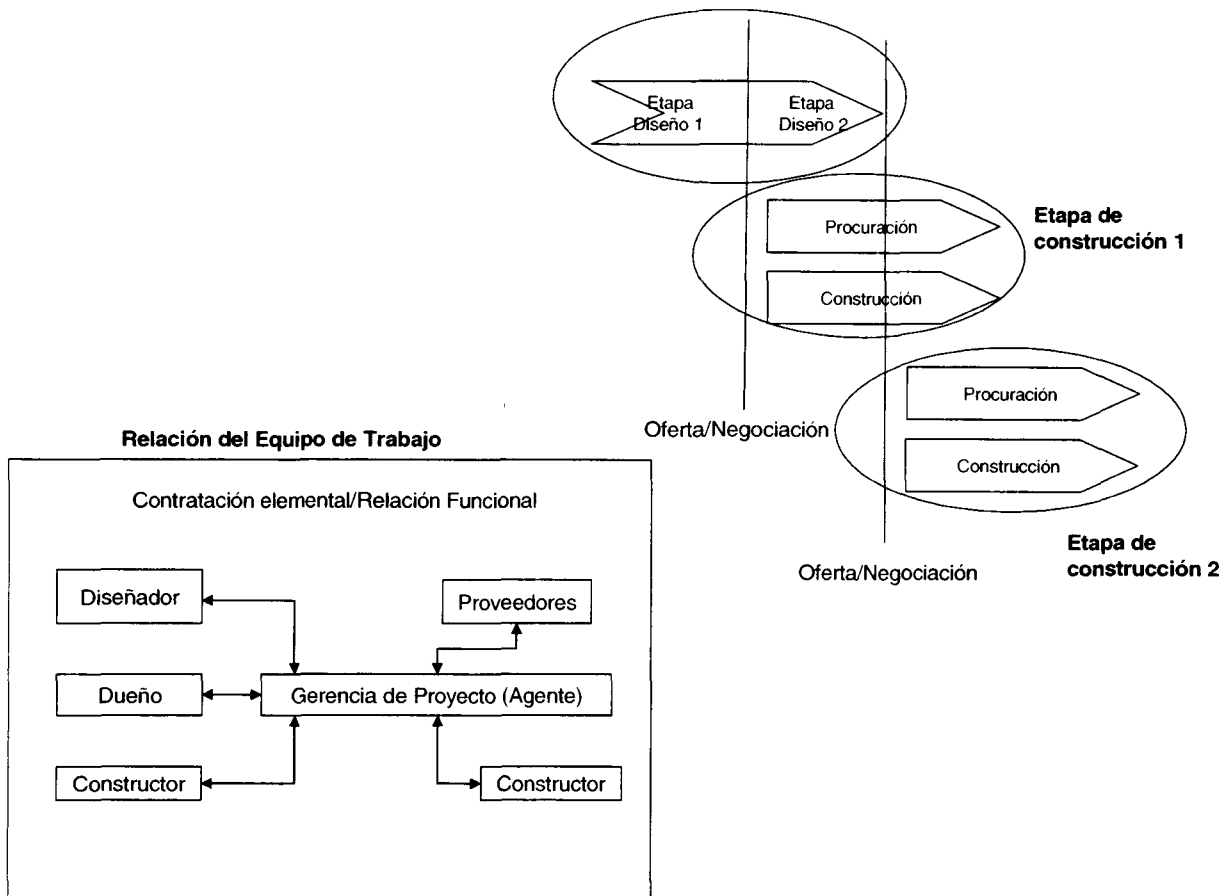 Etapa
Diseño 1
Etapa
Diseño 2
Procuración
Construcción
Etapa de
construcción 1
Procuración
Construcción
Oferta/Negociación
Etapa de
construcción 2
Oferta/Negociación
Relación del Equipo de Trabajo
Contratación elemental/Relación Funcional
Diseñador
Proveedores
Dueño
Gerencia de Proyecto (Agente)
Constructor
Constructor